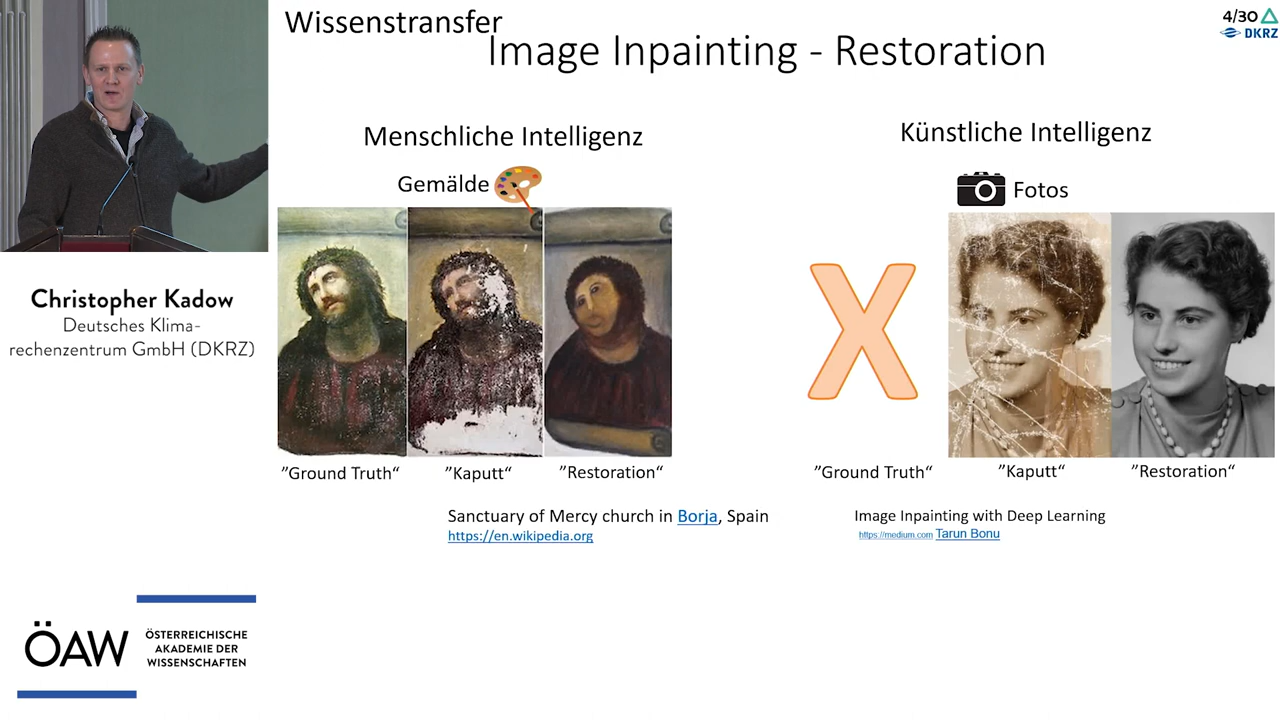 Wissenstransfer
Image Inpainting - Restoration
4/30
DKRZ
Christopher Kadow
Deutsches Klima-
rechenzentrum GmbH (DKRZ)
Menschliche Intelligenz
Gemälde
”Ground Truth“ ”Kaputt“ ”Restoration“
Sanctuary of Mercy church in Borja, Spain
https://en.wikipedia.org
Künstliche Intelligenz
Fotos
X
”Ground Truth“ ”Kaputt“ ”Restoration“
Image Inpainting with Deep Learning
https://medium.com Tarun Bonu
ÖAW
ÖSTERREICHISCHE
AKADEMIE DER
WISSENSCHAFTEN